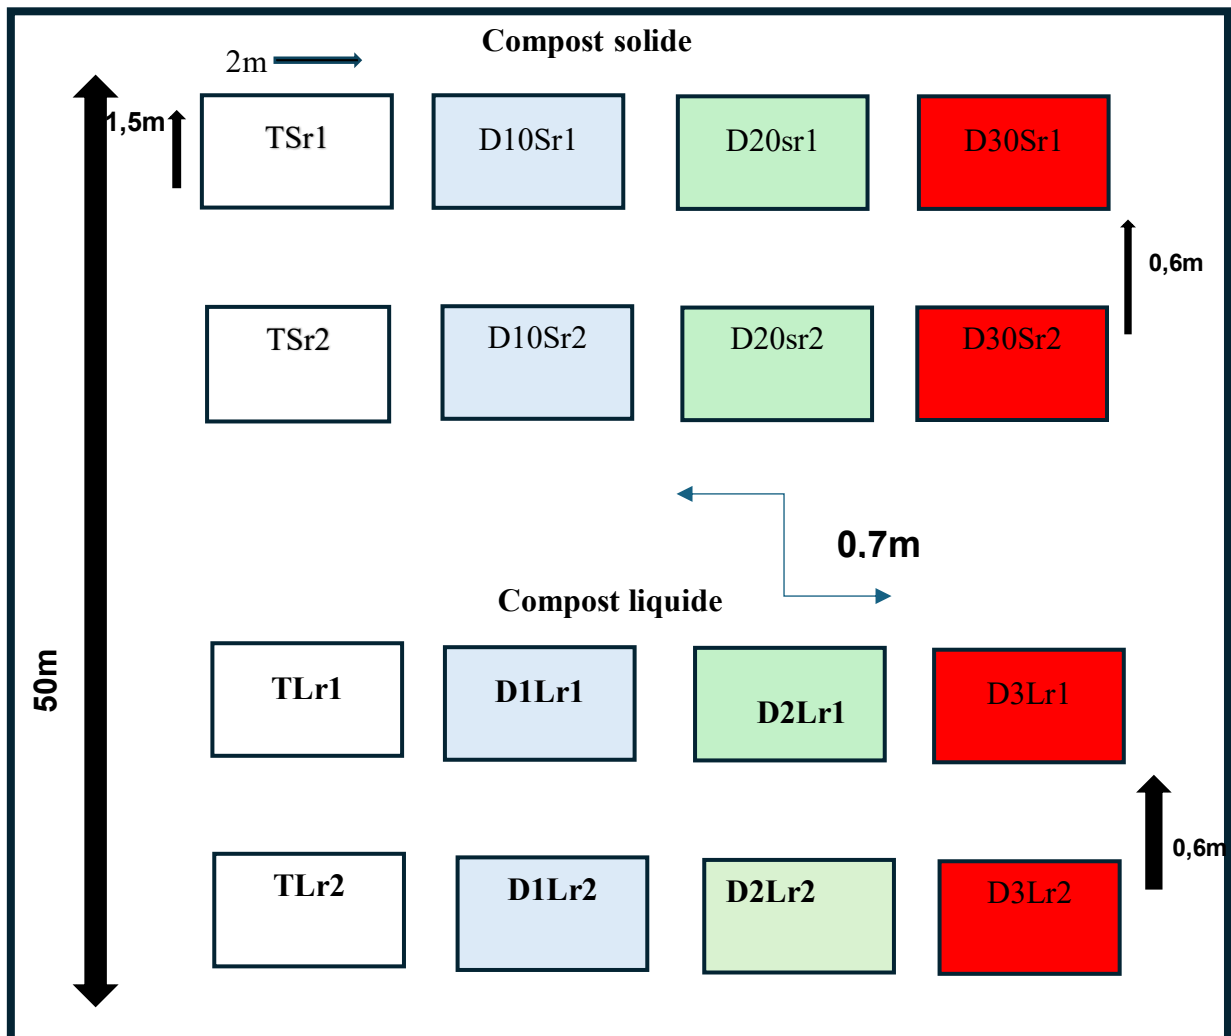 Compost solide
2m
1,5m
TSr1
D10Sr1
D20sr1
D30Sr1
0,6m
TSr2
D10Sr2
D20sr2
D30Sr2
0,7m
Compost liquide
50m
TLr1
D1Lr1
D2Lr1
D3Lr1
0,6m
TLr2
D1Lr2
D2Lr2
D3Lr2